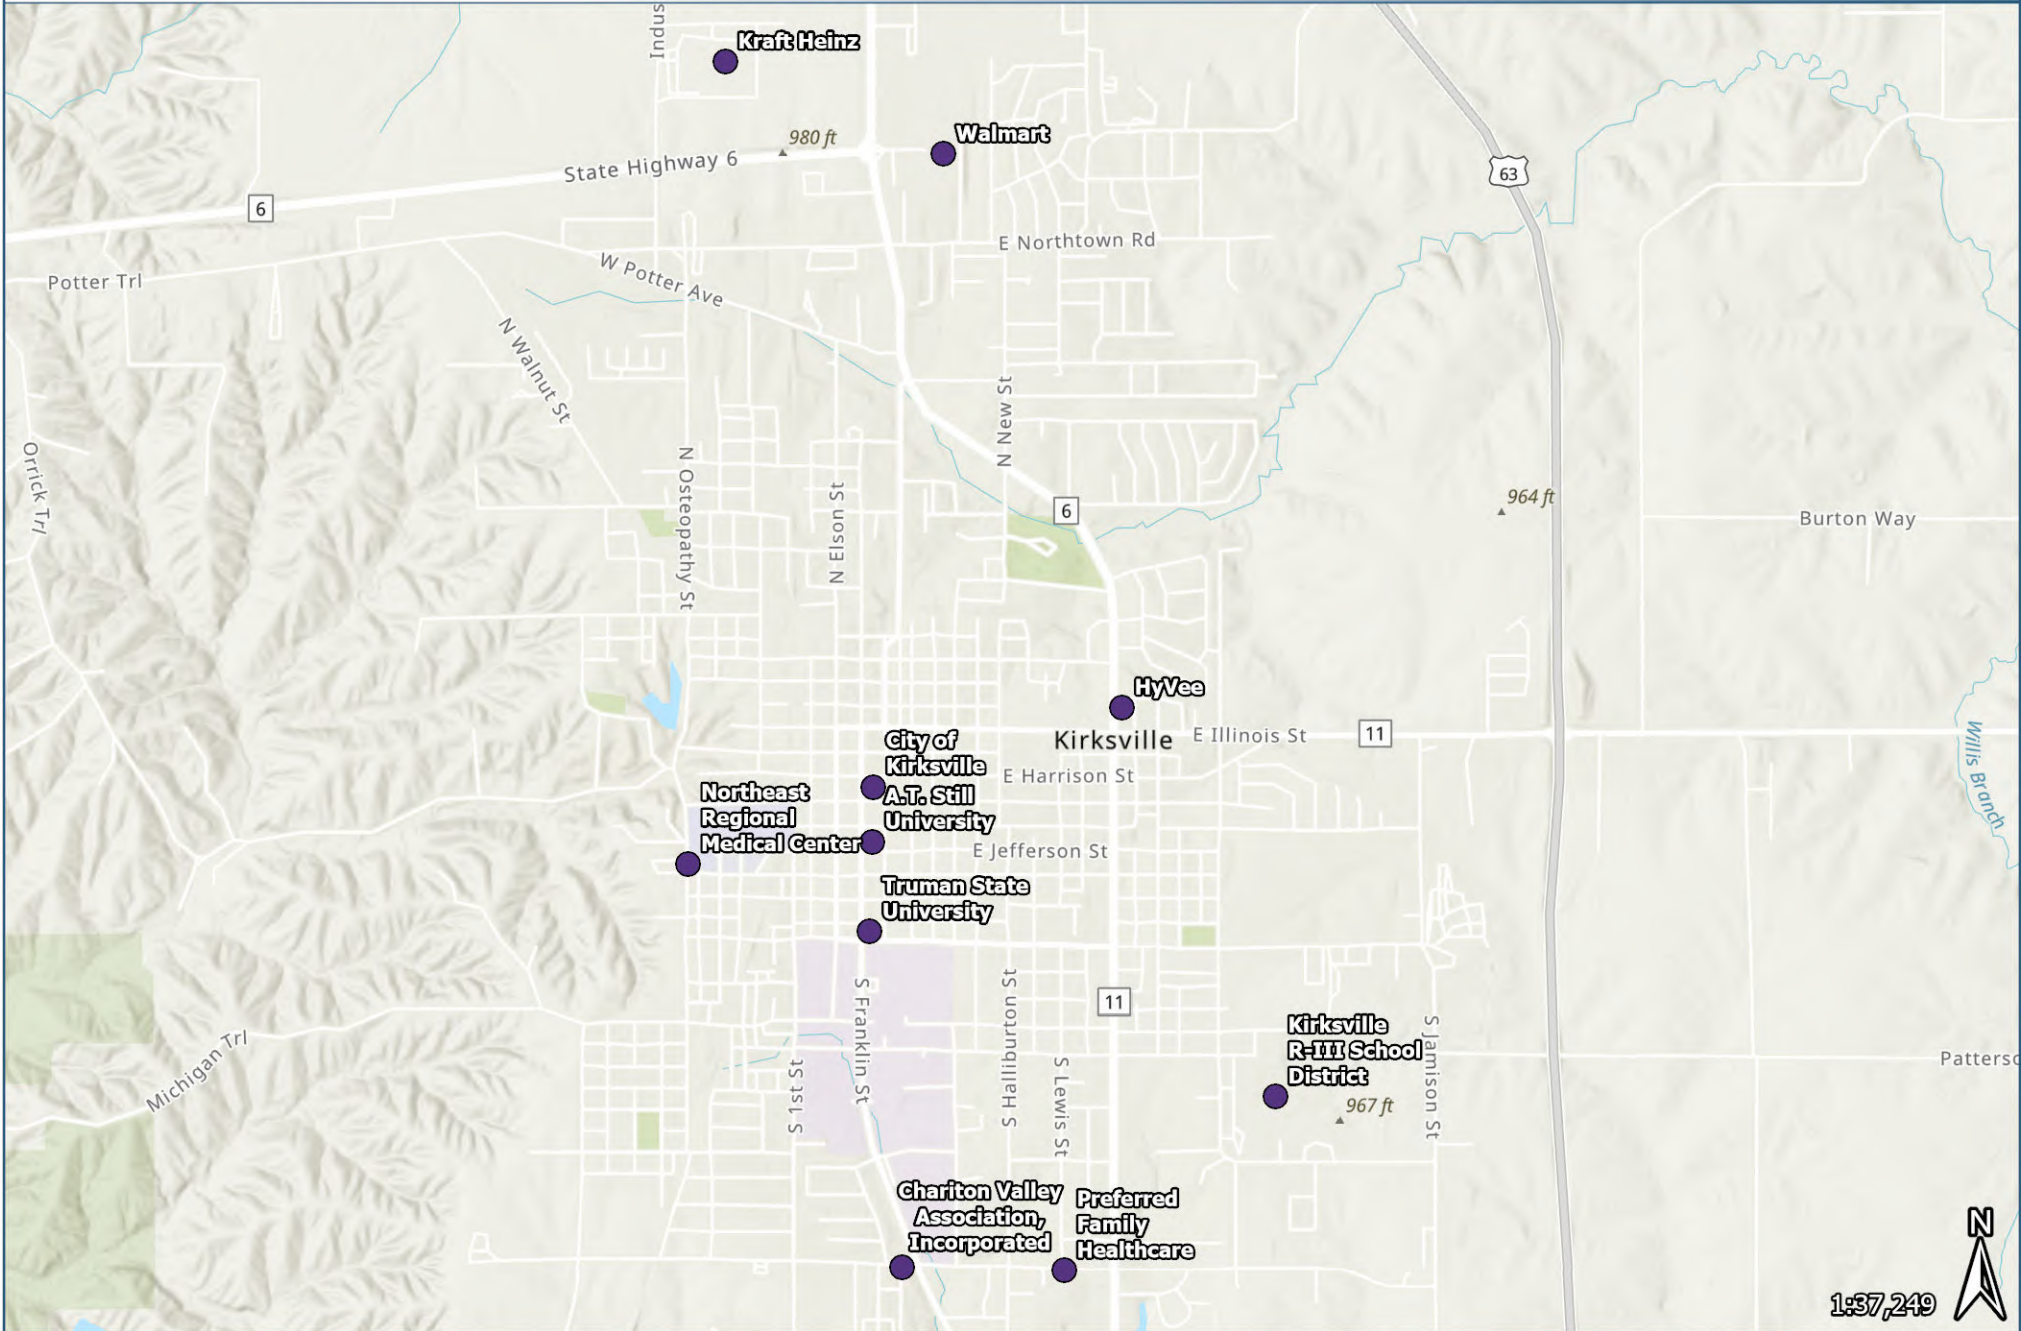 Indus
Kraft Heinz
Walmart
980 ft
State Highway 6
6
63
E Northtown Rd
Potter Trl
W Potter Ave
N Walnut St
N New St
Orrick Trl
N Osteopathy St
N Elson St
6
964 ft
Burton Way
HyVee
Kirksville
E Illinois St
11
City of
Kirksville
E Harrison St
Willis Branch
Northeast
Regional
Medical Center
A.T. Still
University
E Jefferson St
Truman State
University
S Franklin St
S Halliburton St
11
Kirksville
R-III School
District
S Jamison St
Patterso
Michigan Trl
S 1st St
S Lewis St
967 ft
Chariton Valley
Association,
Incorporated
Preferred
Family
Healthcare
N
1:37,249